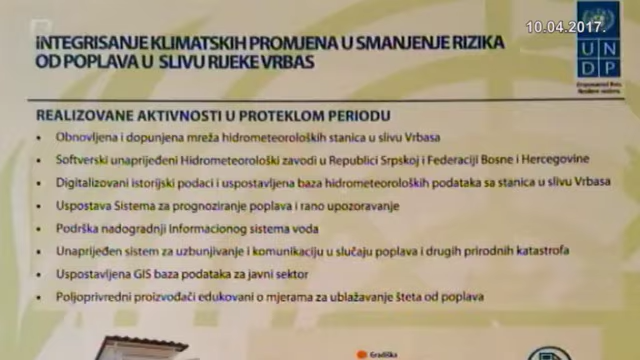 10.04.2017.
INTEGRISANJE KLIMATSKIH PROMJENA U SMANJENJE RIZIKA
OD POPLAVA U SLIVU RIJEKE VRBAS
U N
D P
REALIZOVANE AKTIVNOSTI U PROTEKLOM PERIODU
• Obnovljena i dopunjena mreža hidrometeoroloških stanica u slivu Vrbasa
• Softverski unaprijeđeni Hidrometeorološki zavodi u Republici Srpskoj i Federaciji Bosne i Hercegovine
• Digitalizovani istorijski podaci i uspostavljena baza hidrometeoroloških podataka sa stanica u slivu Vrbasa
• Uspostava Sistema za prognoziranje poplava i rano upozoravanje
• Podrška nadogradnji Informacionog sistema voda
• Unaprijeđen sistem za uzbunjivanje i komunikaciju u slučaju poplava i drugih prirodnih katastrofa
• Uspostavljena GIS baza podataka za javni sektor
• Poljoprivredni proizvođači edukovani o mjerama za ublažavanje šteta od poplava
Gradiška